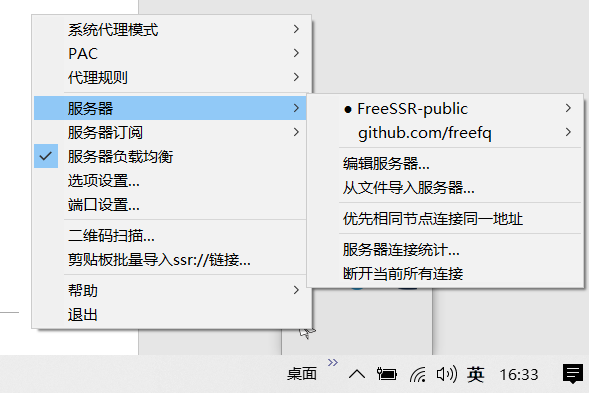 系统代理模式
PAC
代理规则
服务器
服务器订阅
服务器负载均衡
选项设置...
端口设置...
二维码扫描...
剪贴板批量导入ssr://链接...
帮助
退出
● FreeSSR-public
github.com/freefq
编辑服务器...
从文件导入服务器...
优先相同节点连接同一地址
服务器连接统计...
断开当前所有连接
桌面 英 16:33